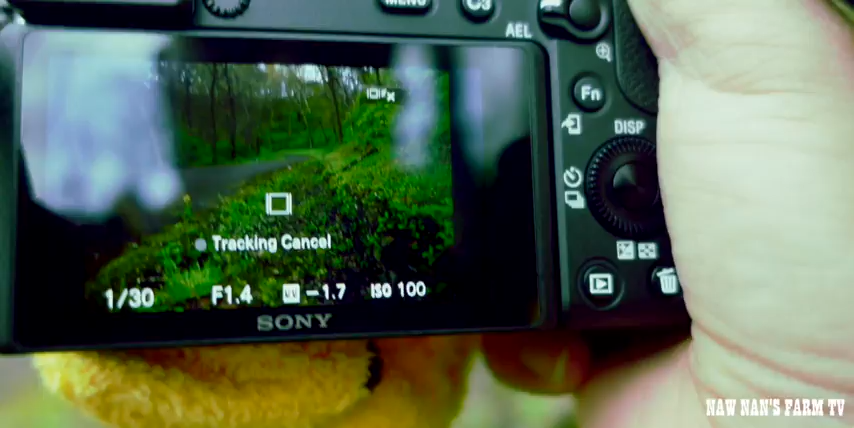 MENU
C3
AEL
Fn
DISP
Tracking Cancel
1/30 F1.4 -1.7 ISO 100
SONY
NAW NAN'S FARM TV